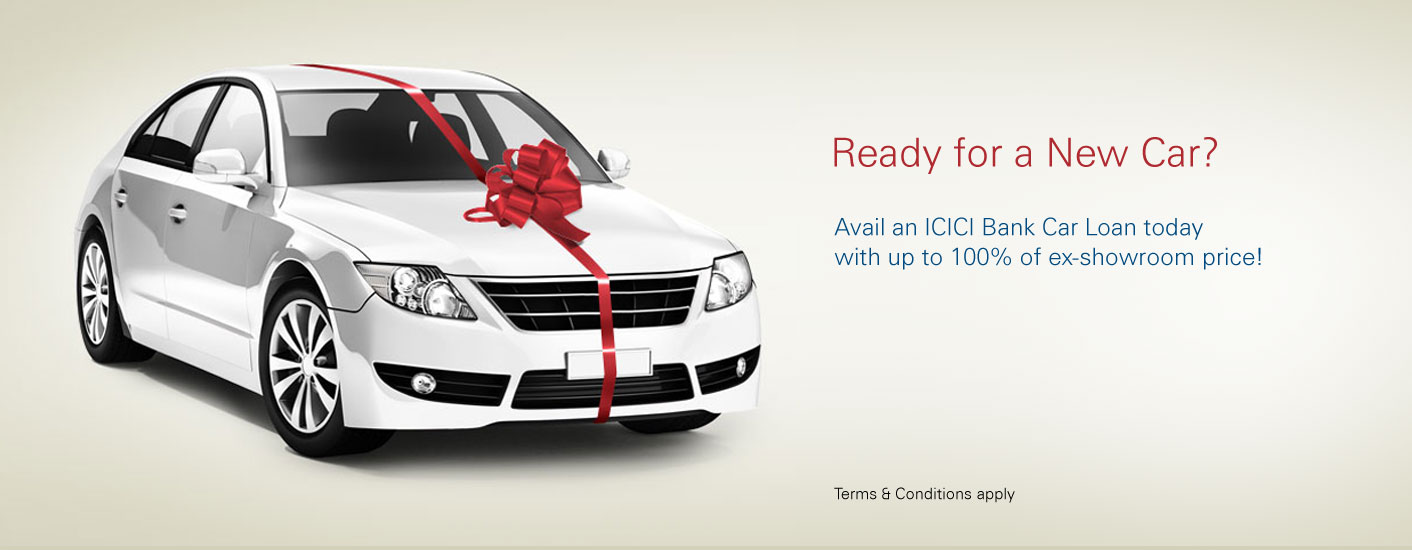 Ready for a New Car?
Avail an ICICI Bank Car Loan today
with up to 100% of ex-showroom price!
Terms & Conditions apply